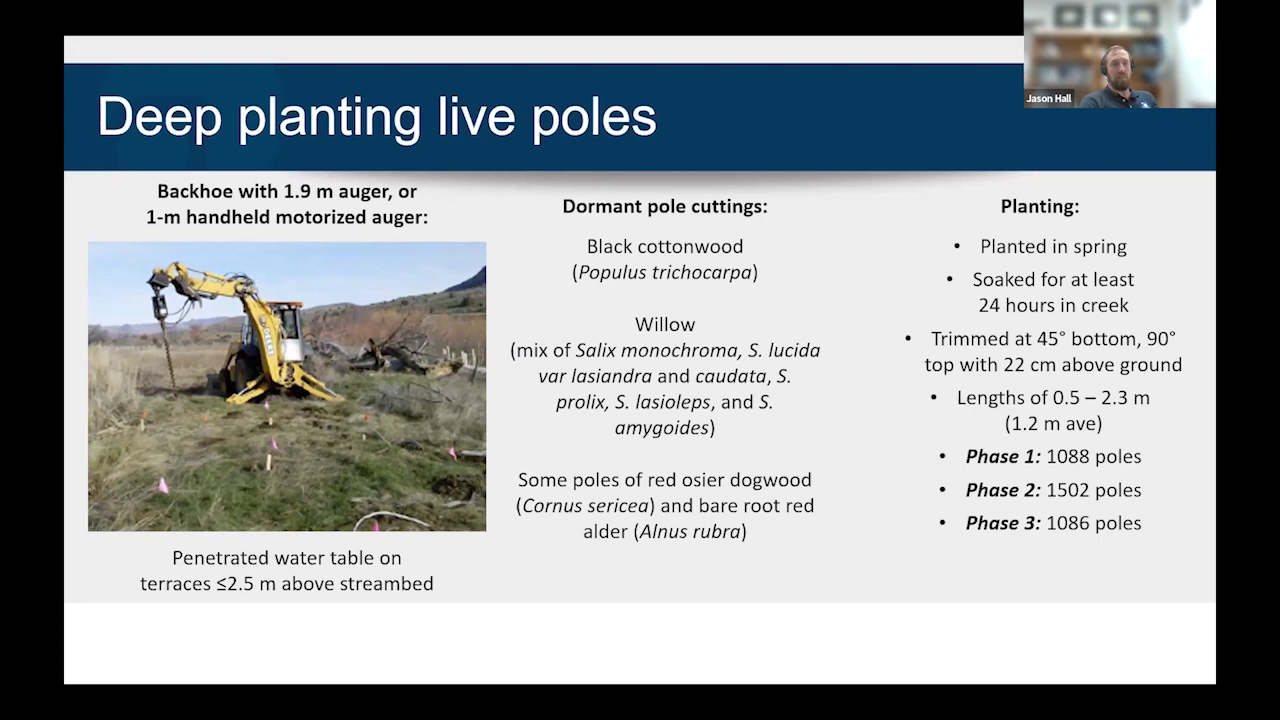 Jason Hall
Deep planting live poles
Backhoe with 1.9 m auger, or
1-m handheld motorized auger:
DEERE
Penetrated water table on
terraces ≤2.5 m above streambed
Dormant pole cuttings:
Black cottonwood
(Populus trichocarpa)
Willow
(mix of Salix monochroma, S. lucida
var lasiandra and caudata, S.
prolix, S. lasioleps, and S.
amygoides)
Some poles of red osier dogwood
(Cornus sericea) and bare root red
alder (Alnus rubra)
Planting:
• Planted in spring
• Soaked for at least
24 hours in creek
• Trimmed at 45° bottom, 90°
top with 22 cm above ground
• Lengths of 0.5 – 2.3 m
(1.2 m ave)
• Phase 1: 1088 poles
• Phase 2: 1502 poles
• Phase 3: 1086 poles